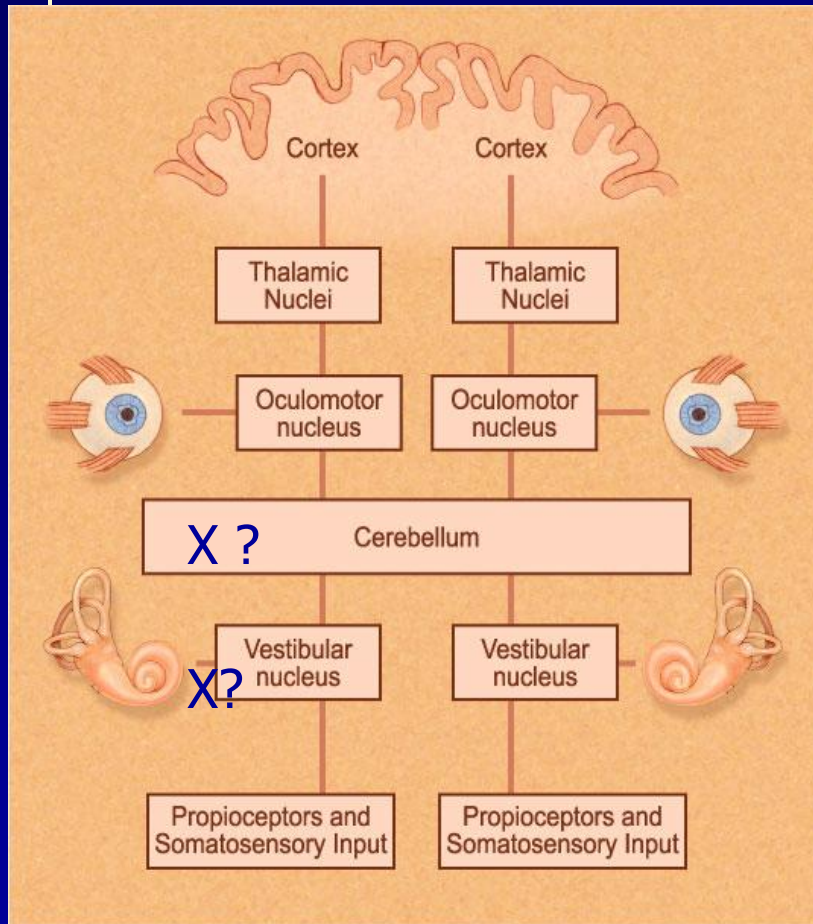 Cortex Cortex
Thalamic Nuclei
Thalamic Nuclei
Oculomotor nucleus
Oculomotor nucleus
X ? Cerebellum
Vestibular nucleus
X?
Vestibular nucleus
Propioceptors and
Somatosensory Input
Propioceptors and
Somatosensory Input